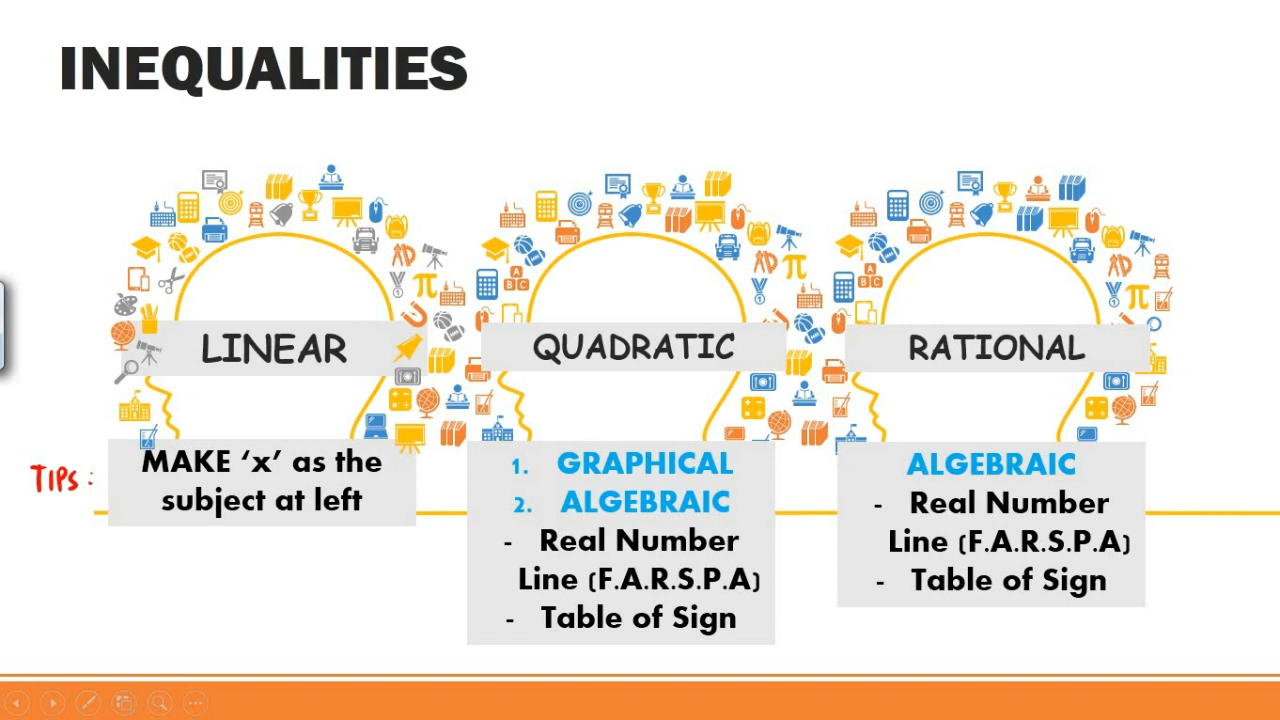 INEQUALITIES
LINEAR
QUADRATIC
RATIONAL
TIPS :
MAKE ‘x’ as the
subject at left
1. GRAPHICAL
2. ALGEBRAIC
- Real Number
Line (F.A.R.S.P.A)
- Table of Sign
ALGEBRAIC
- Real Number
Line (F.A.R.S.P.A)
- Table of Sign